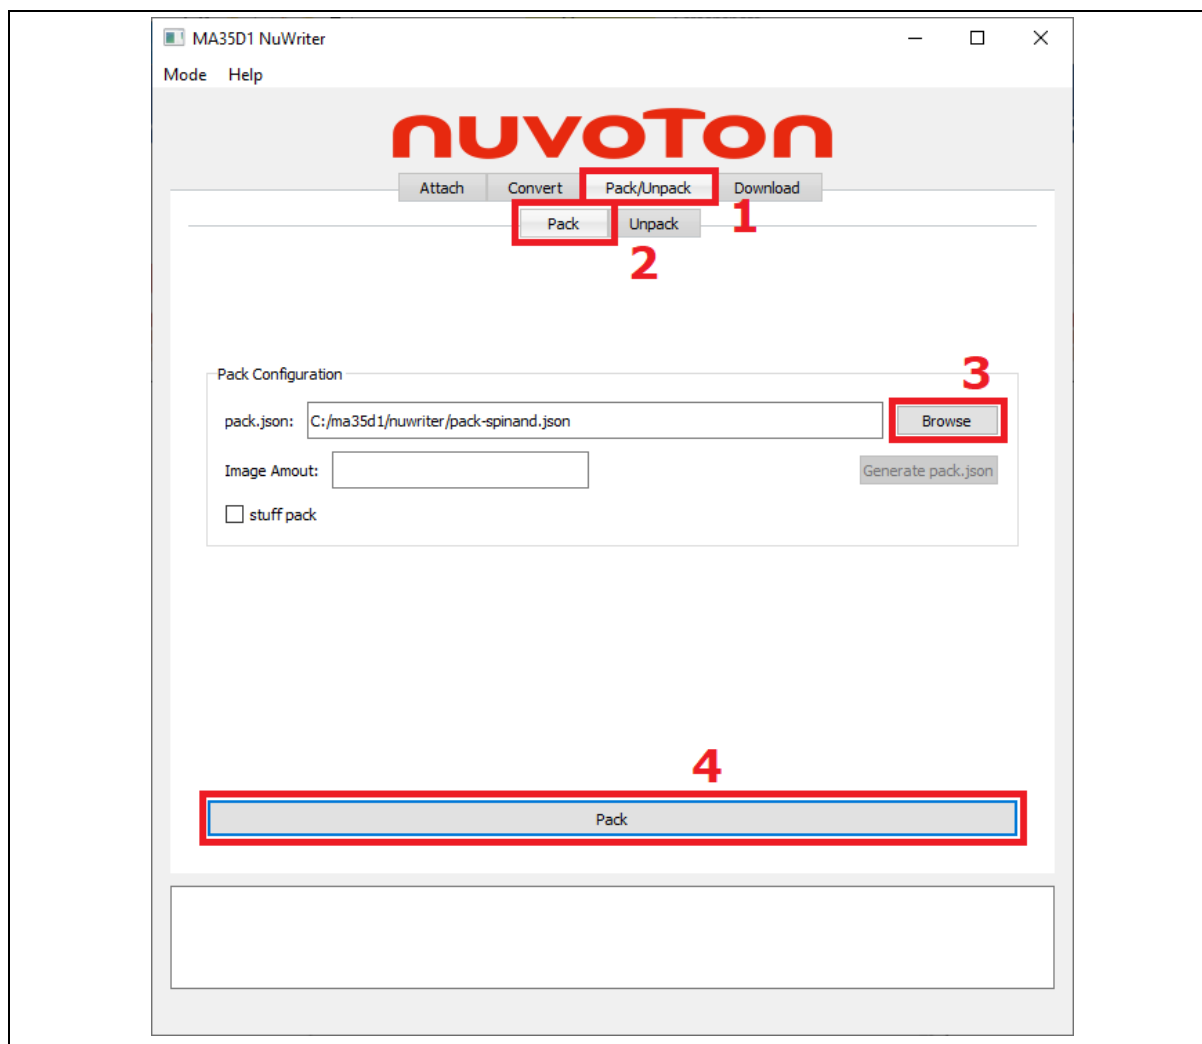 MA35D1 NuWriter
Mode Help
nuvoTon
Attach Convert Pack/Unpack Download
1
Pack Unpack
2
Pack Configuration
3
pack.json: C:/ma35d1/nuwriter/pack-spinand.json Browse
Image Amout: Generate pack.json
stuff pack
4
Pack